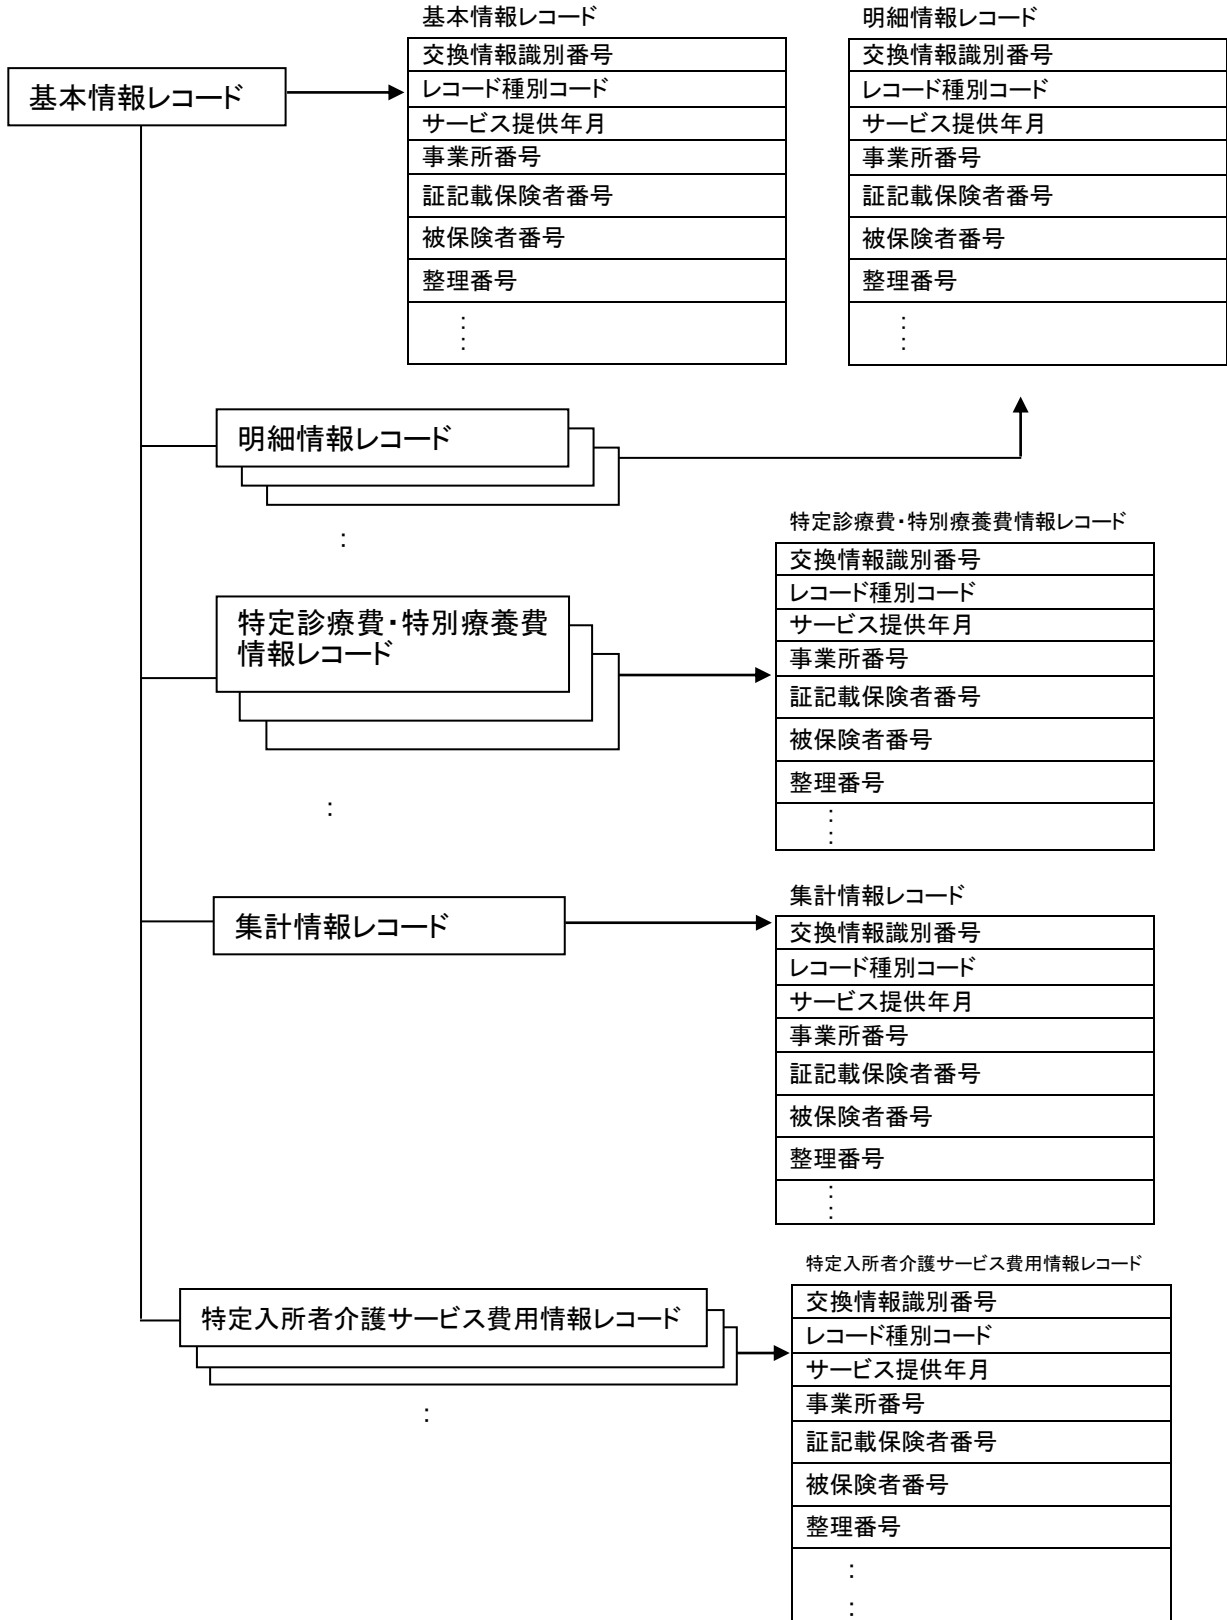 基本情報レコード
基本情報レコード
交換情報識別番号
レコード種別コード
サービス提供年月
事業所番号
証記載保険者番号
被保険者番号
整理番号
:
:
明細情報レコード
交換情報識別番号
レコード種別コード
サービス提供年月
事業所番号
証記載保険者番号
被保険者番号
整理番号
:
:
明細情報レコード
:
特定診療費・特別療養費
情報レコード
:
特定診療費・特別療養費情報レコード
交換情報識別番号
レコード種別コード
サービス提供年月
事業所番号
証記載保険者番号
被保険者番号
整理番号
:
:
集計情報レコード
集計情報レコード
交換情報識別番号
レコード種別コード
サービス提供年月
事業所番号
証記載保険者番号
被保険者番号
整理番号
:
:
特定入所者介護サービス費用情報レコード
:
特定入所者介護サービス費用情報レコード
交換情報識別番号
レコード種別コード
サービス提供年月
事業所番号
証記載保険者番号
被保険者番号
整理番号
:
: